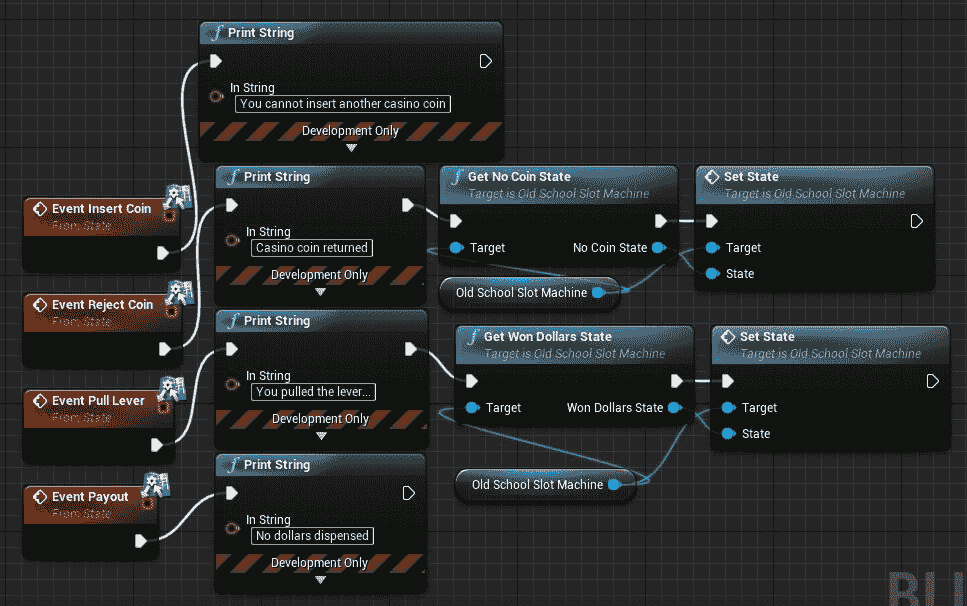 Print String
In String
You cannot insert another casino coin
Development Only
Event Insert Coin
From State
Print String
In String
Casino coin returned
Development Only
Get No Coin State
Target is Old School Slot Machine
Target
No Coin State
Set State
Target is Old School Slot Machine
Target
State
Old School Slot Machine
Event Reject Coin
From State
Print String
In String
You pulled the lever...
Development Only
Get Won Dollars State
Target is Old School Slot Machine
Target
Won Dollars State
Set State
Target is Old School Slot Machine
Target
State
Old School Slot Machine
Event Pull Lever
From State
Event Payout
From State
Print String
In String
No dollars dispensed
Development Only